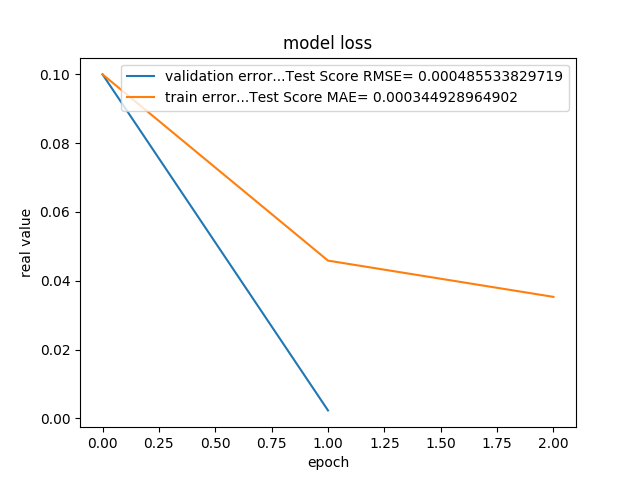 model loss
validation error...Test Score RMSE= 0.000485533829719
train error...Test Score MAE= 0.000344928964902
0.10
0.08
0.06
0.04
0.02
0.00
real value
0.00 0.25 0.50 0.75 1.00 1.25 1.50 1.75 2.00
epoch